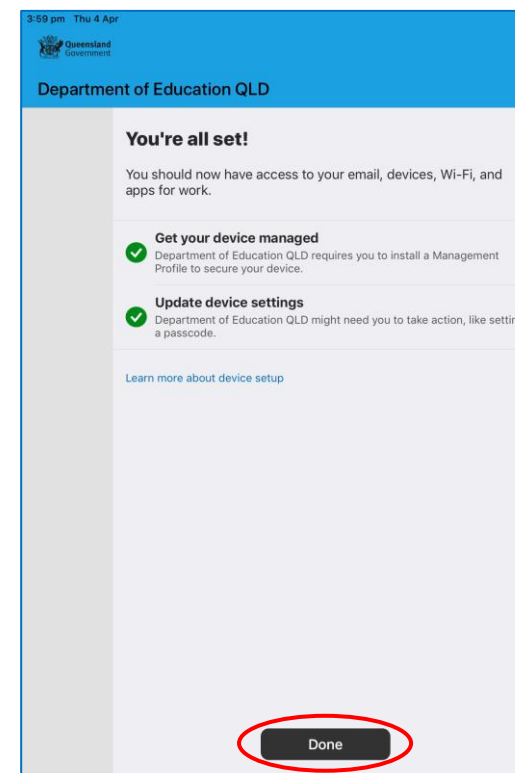 3:59 pm Thu 4 Apr
Queensland
Government
Department of Education QLD
You're all set!
You should now have access to your email, devices, Wi-Fi, and
apps for work.
Get your device managed
Department of Education QLD requires you to install a Management
Profile to secure your device.
Update device settings
Department of Education QLD might need you to take action, like settin
a passcode.
Learn more about device setup
Done